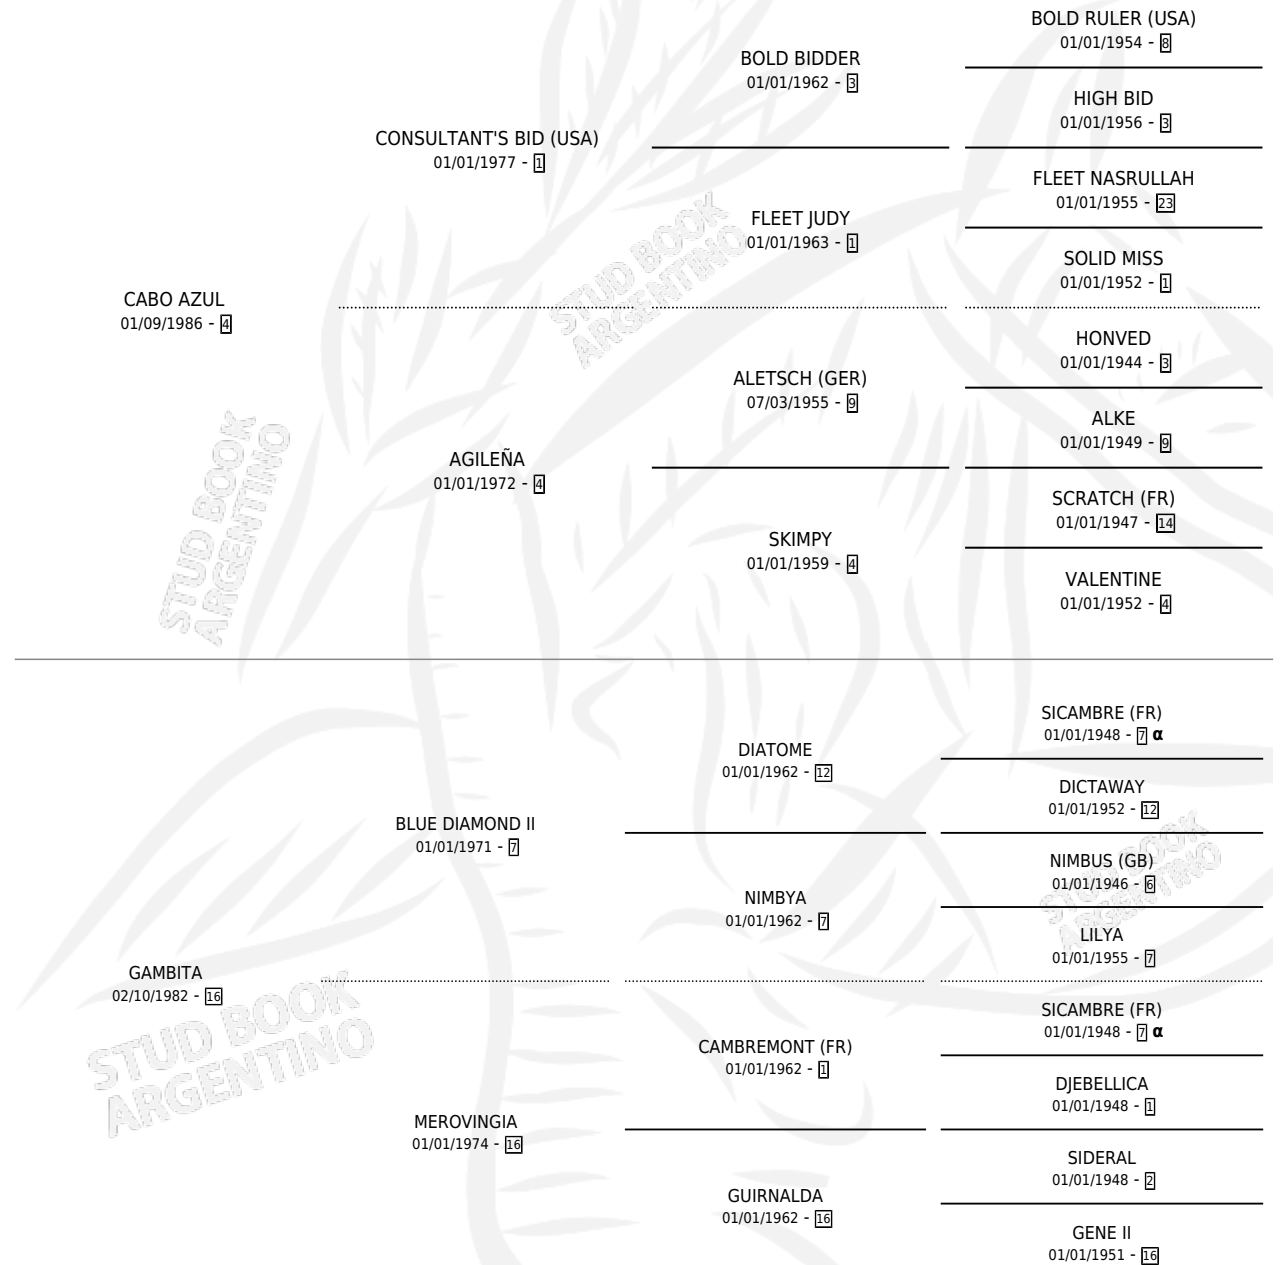 BOLD RULER (USA)
01/01/1954 - 8
BOLD BIDDER
01/01/1962 - 3
HIGH BID
01/01/1956 - 3
CONSULTANT'S BID (USA)
01/01/1977 - 1
FLEET NASRULLAH
01/01/1955 - 23
FLEET JUDY
01/01/1963 - 1
SOLID MISS
01/01/1952 - 1
STUD BOOK
ARGENTINO
CABO AZUL
01/09/1986 - 4
HONVED
01/01/1944 - 3
ALETSCH (GER)
07/03/1955 - 9
ALKE
01/01/1949 - 9
AGILEÑA
01/01/1972 - 4
SCRATCH (FR)
01/01/1947 - 14
SKIMPY
01/01/1959 - 4
VALENTINE
01/01/1952 - 4
STUD BOOK
ARGENTINO
SICAMBRE (FR)
01/01/1948 - 7 α
DIATOME
01/01/1962 - 12
DICTAWAY
01/01/1952 - 12
BLUE DIAMOND II
01/01/1971 - 7
NIMBUS (GB)
01/01/1946 - 6
NIMBYA
01/01/1962 - 7
LILYA
01/01/1955 - 7
STUD BOOK
ARGENTINO
GAMBITA
02/10/1982 - 16
SICAMBRE (FR)
01/01/1948 - 7 α
CAMBREMONT (FR)
01/01/1962 - 1
DJEBELLICA
01/01/1948 - 1
MEROVINGIA
01/01/1974 - 16
SIDERAL
01/01/1948 - 2
GUIRNALDA
01/01/1962 - 16
GENE II
01/01/1951 - 16
STUD BOOK
ARGENTINO